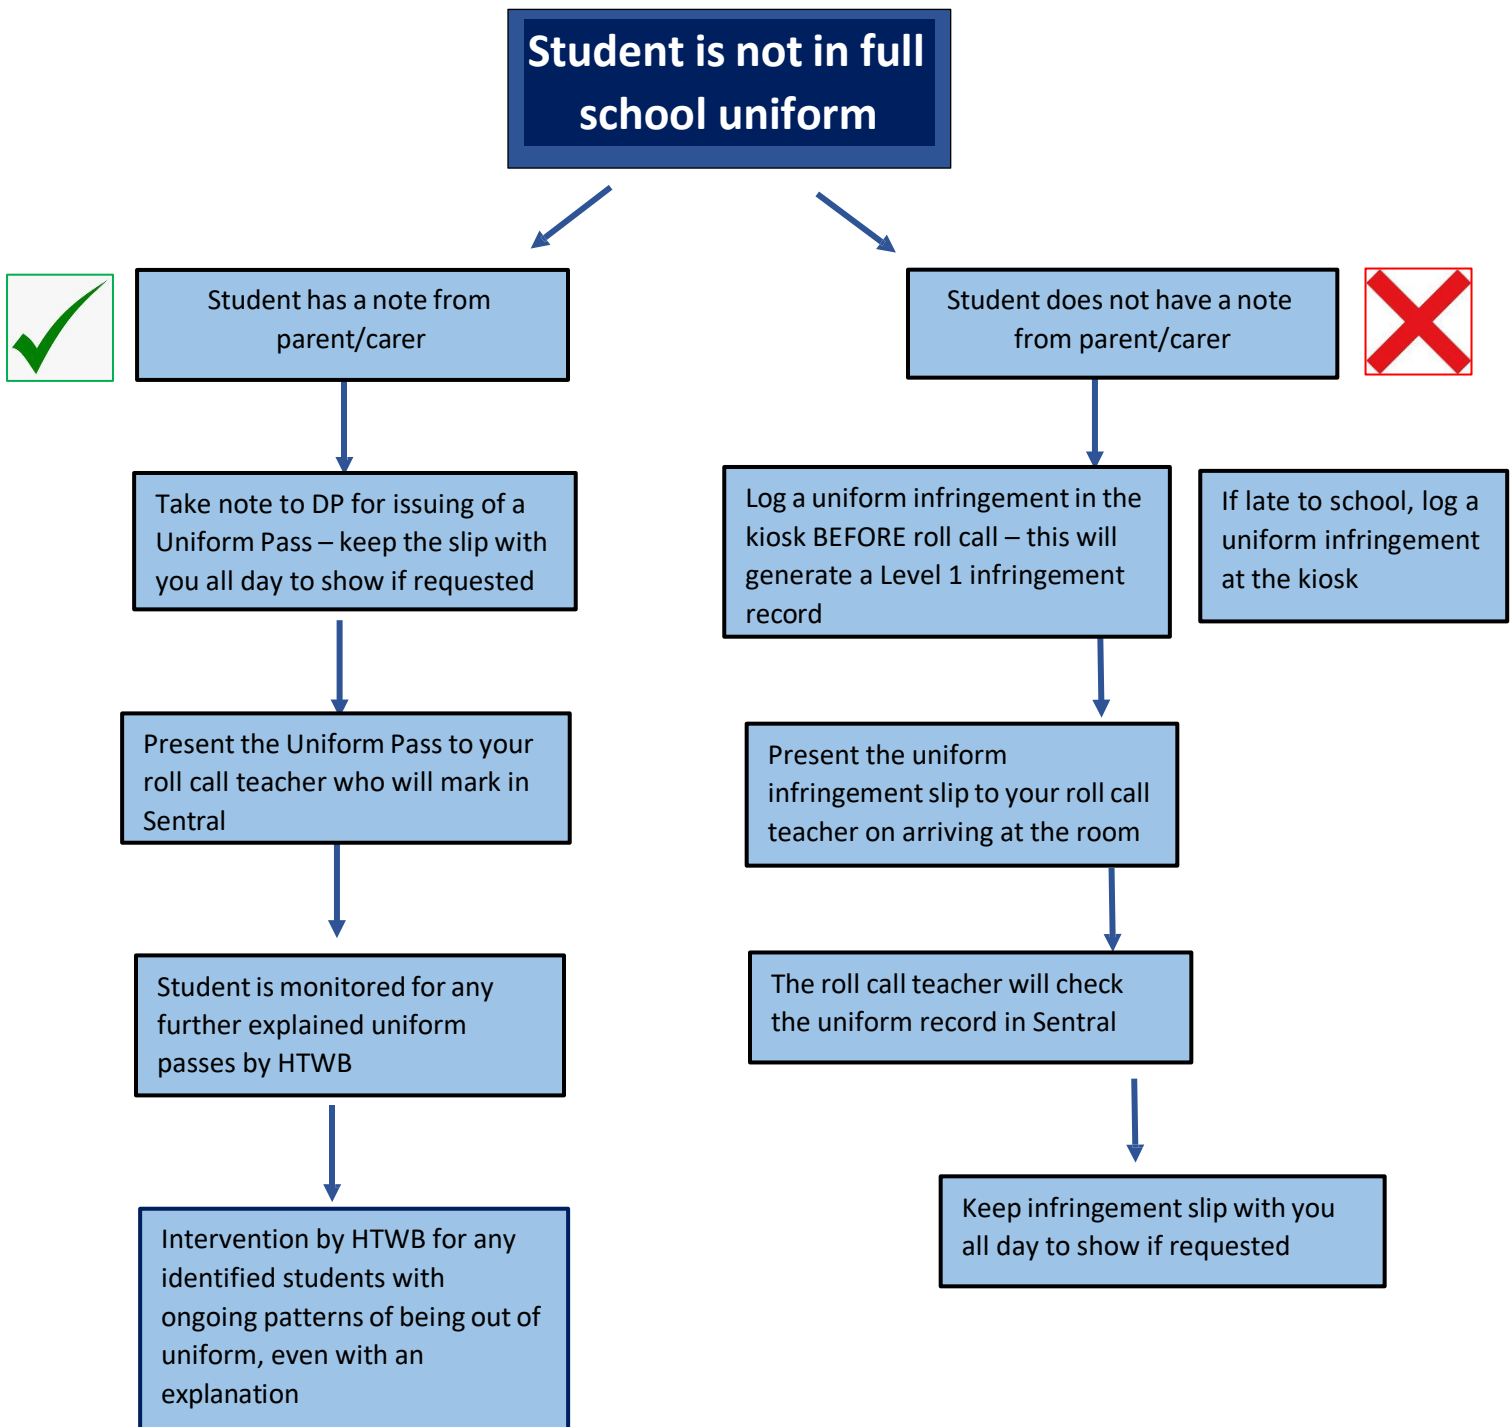 Student is not in full
school uniform
Student has a note from
parent/carer
Student does not have a note
from parent/carer
Take note to DP for issuing of a
Uniform Pass – keep the slip with
you all day to show if requested
Log a uniform infringement in the
kiosk BEFORE roll call – this will
generate a Level 1 infringement
record
If late to school, log a
uniform infringement
at the kiosk
Present the Uniform Pass to your
roll call teacher who will mark in
Sentral
Present the uniform
infringement slip to your roll call
teacher on arriving at the room
Student is monitored for any
further explained uniform
passes by HTWB
The roll call teacher will check
the uniform record in Sentral
Intervention by HTWB for any
identified students with
ongoing patterns of being out of
uniform, even with an
explanation
Keep infringement slip with you
all day to show if requested